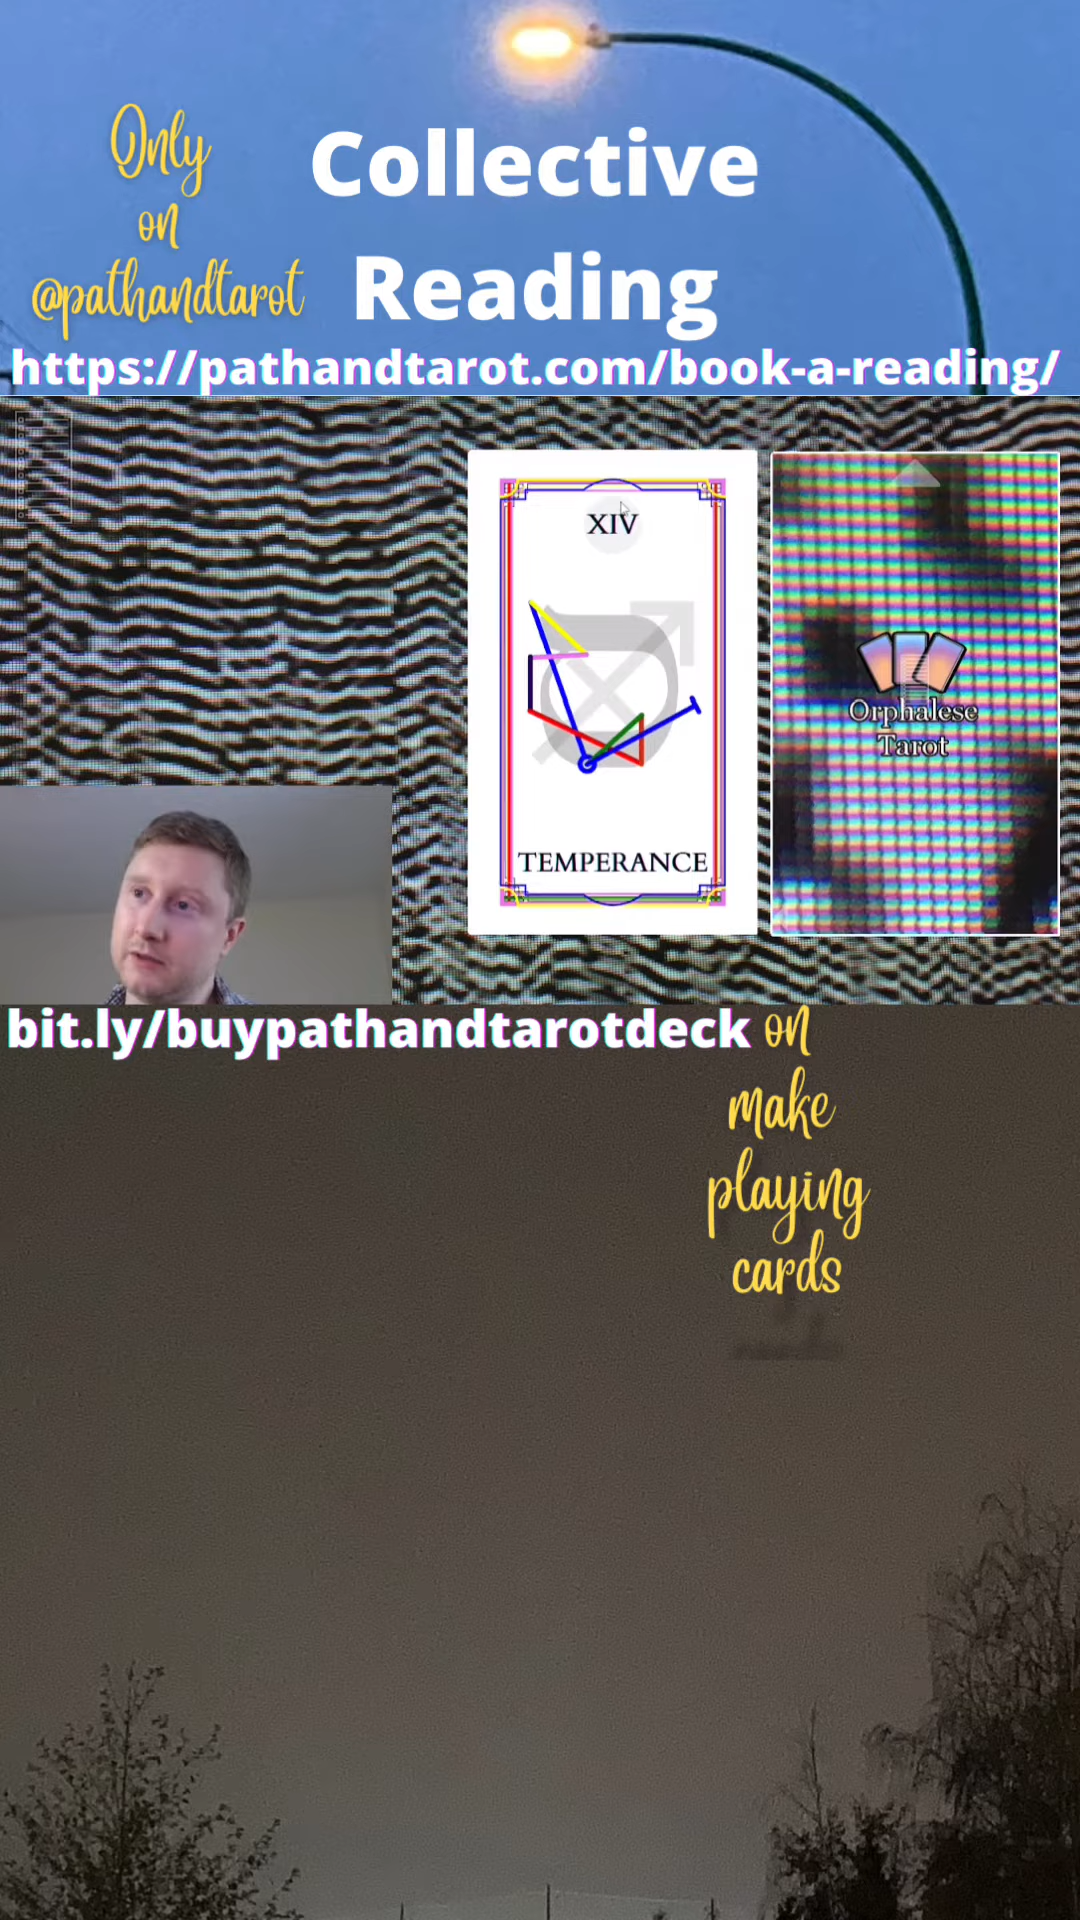 Only
on
@pathandtarot
Collective
Reading
https://pathandtarot.com/book-a-reading/
XIV
TEMPERANCE
Orphalese
Tarot
bit.ly/buypathandtarotdeck on
make
playing
cards